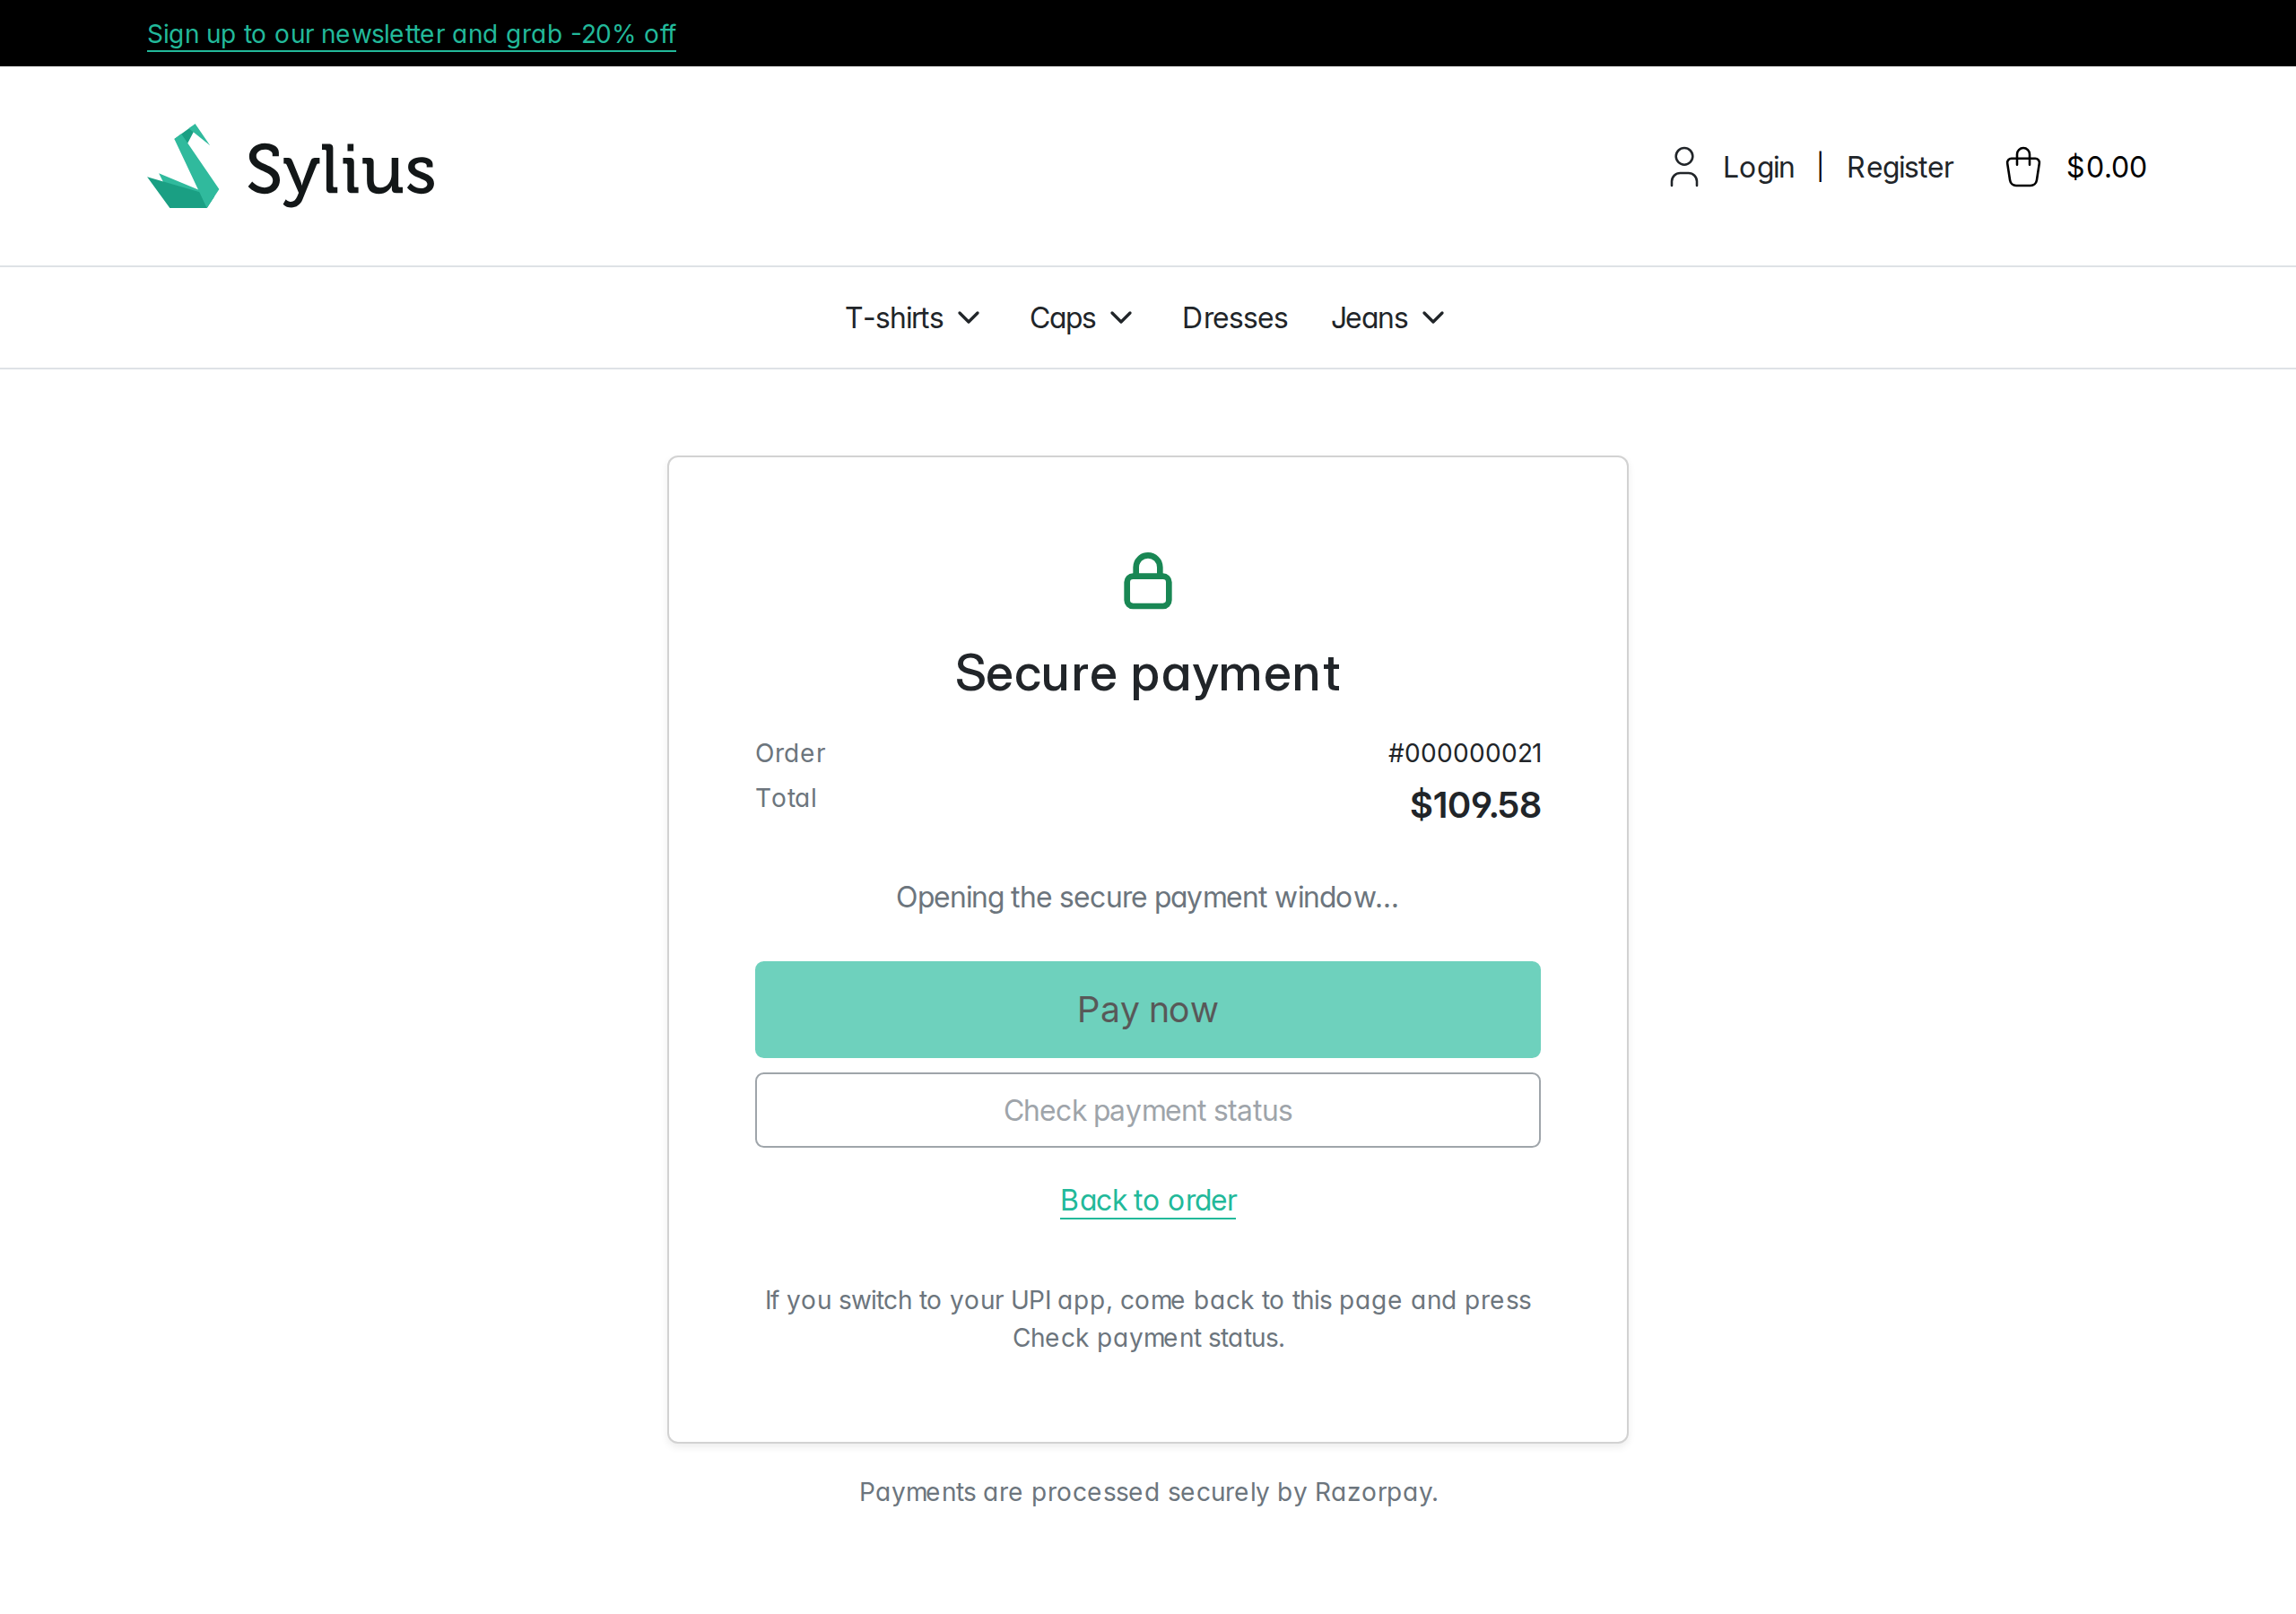 Sign up to our newsletter and grab -20% off
Sylius
Login | Register $0.00
T-shirts Caps Dresses Jeans
Secure payment
Order #000000021
Total $109.58
Opening the secure payment window...
Pay now
Check payment status
Back to order
If you switch to your UPI app, come back to this page and press
Check payment status.
Payments are processed securely by Razorpay.